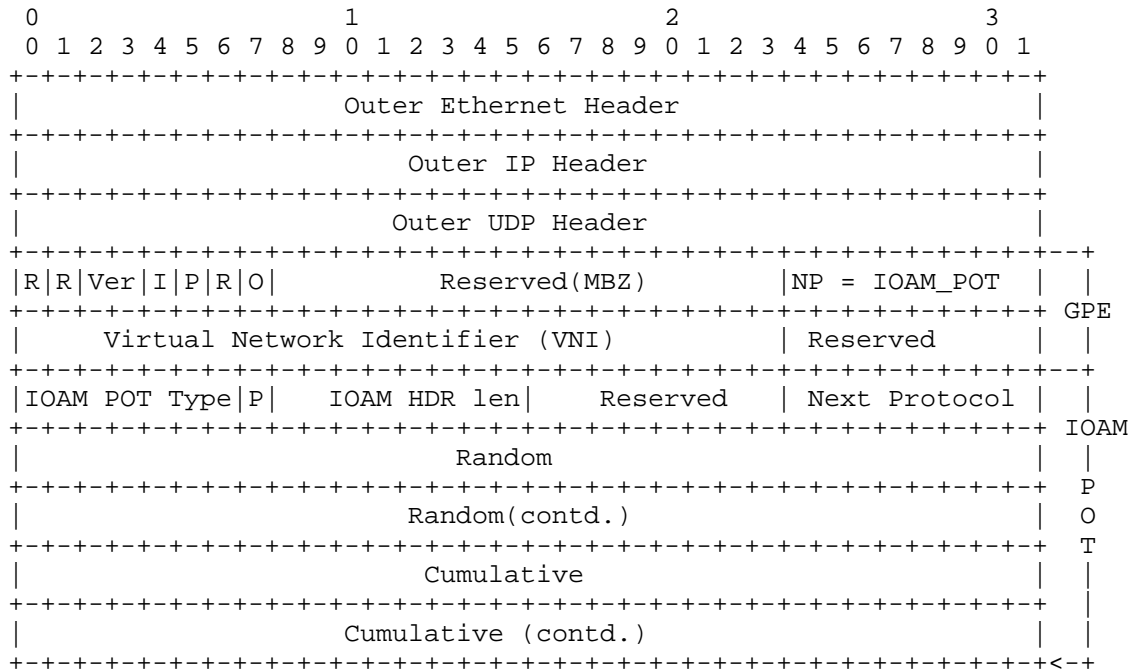 0                   1                   2                   3
 0 1 2 3 4 5 6 7 8 9 0 1 2 3 4 5 6 7 8 9 0 1 2 3 4 5 6 7 8 9 0 1
+-+-+-+-+-+-+-+-+-+-+-+-+-+-+-+-+-+-+-+-+-+-+-+-+-+-+-+-+-+-+-+-+
|                    Outer Ethernet Header                      |
+-+-+-+-+-+-+-+-+-+-+-+-+-+-+-+-+-+-+-+-+-+-+-+-+-+-+-+-+-+-+-+-+
|                        Outer IP Header                        |
+-+-+-+-+-+-+-+-+-+-+-+-+-+-+-+-+-+-+-+-+-+-+-+-+-+-+-+-+-+-+-+-+
|                       Outer UDP Header                        |
+-+-+-+-+-+-+-+-+-+-+-+-+-+-+-+-+-+-+-+-+-+-+-+-+-+-+-+-+-+-+-+-+--+
|R|R|Ver|I|P|R|O|          Reserved(MBZ)        |NP = IOAM_POT  |  |
+-+-+-+-+-+-+-+-+-+-+-+-+-+-+-+-+-+-+-+-+-+-+-+-+-+-+-+-+-+-+-+-+ GPE
|     Virtual Network Identifier (VNI)          | Reserved      |  |
+-+-+-+-+-+-+-+-+-+-+-+-+-+-+-+-+-+-+-+-+-+-+-+-+-+-+-+-+-+-+-+-+--+
|IOAM POT Type|P|   IOAM HDR len|    Reserved   | Next Protocol |  |
+-+-+-+-+-+-+-+-+-+-+-+-+-+-+-+-+-+-+-+-+-+-+-+-+-+-+-+-+-+-+-+-+ IOAM
|                           Random                              |  |
+-+-+-+-+-+-+-+-+-+-+-+-+-+-+-+-+-+-+-+-+-+-+-+-+-+-+-+-+-+-+-+-+  P
|                        Random(contd.)                         |  O
+-+-+-+-+-+-+-+-+-+-+-+-+-+-+-+-+-+-+-+-+-+-+-+-+-+-+-+-+-+-+-+-+  T
|                         Cumulative                            |  |
+-+-+-+-+-+-+-+-+-+-+-+-+-+-+-+-+-+-+-+-+-+-+-+-+-+-+-+-+-+-+-+-+  |
|                    Cumulative (contd.)                        |  |
+-+-+-+-+-+-+-+-+-+-+-+-+-+-+-+-+-+-+-+-+-+-+-+-+-+-+-+-+-+-+-+-+<-+